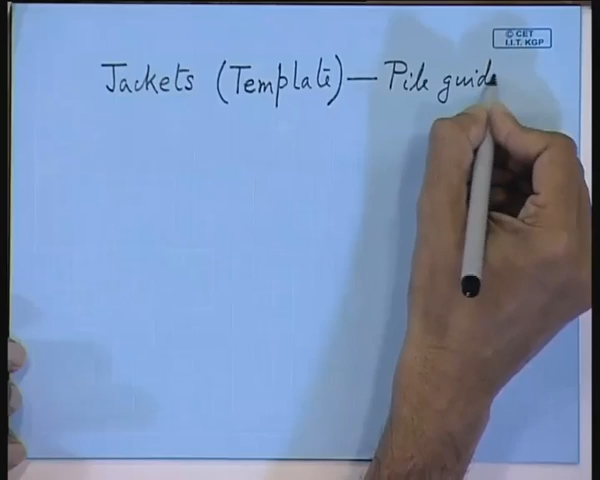 © CET
I.I.T. KGP
Jackets (Template) — Pile guide